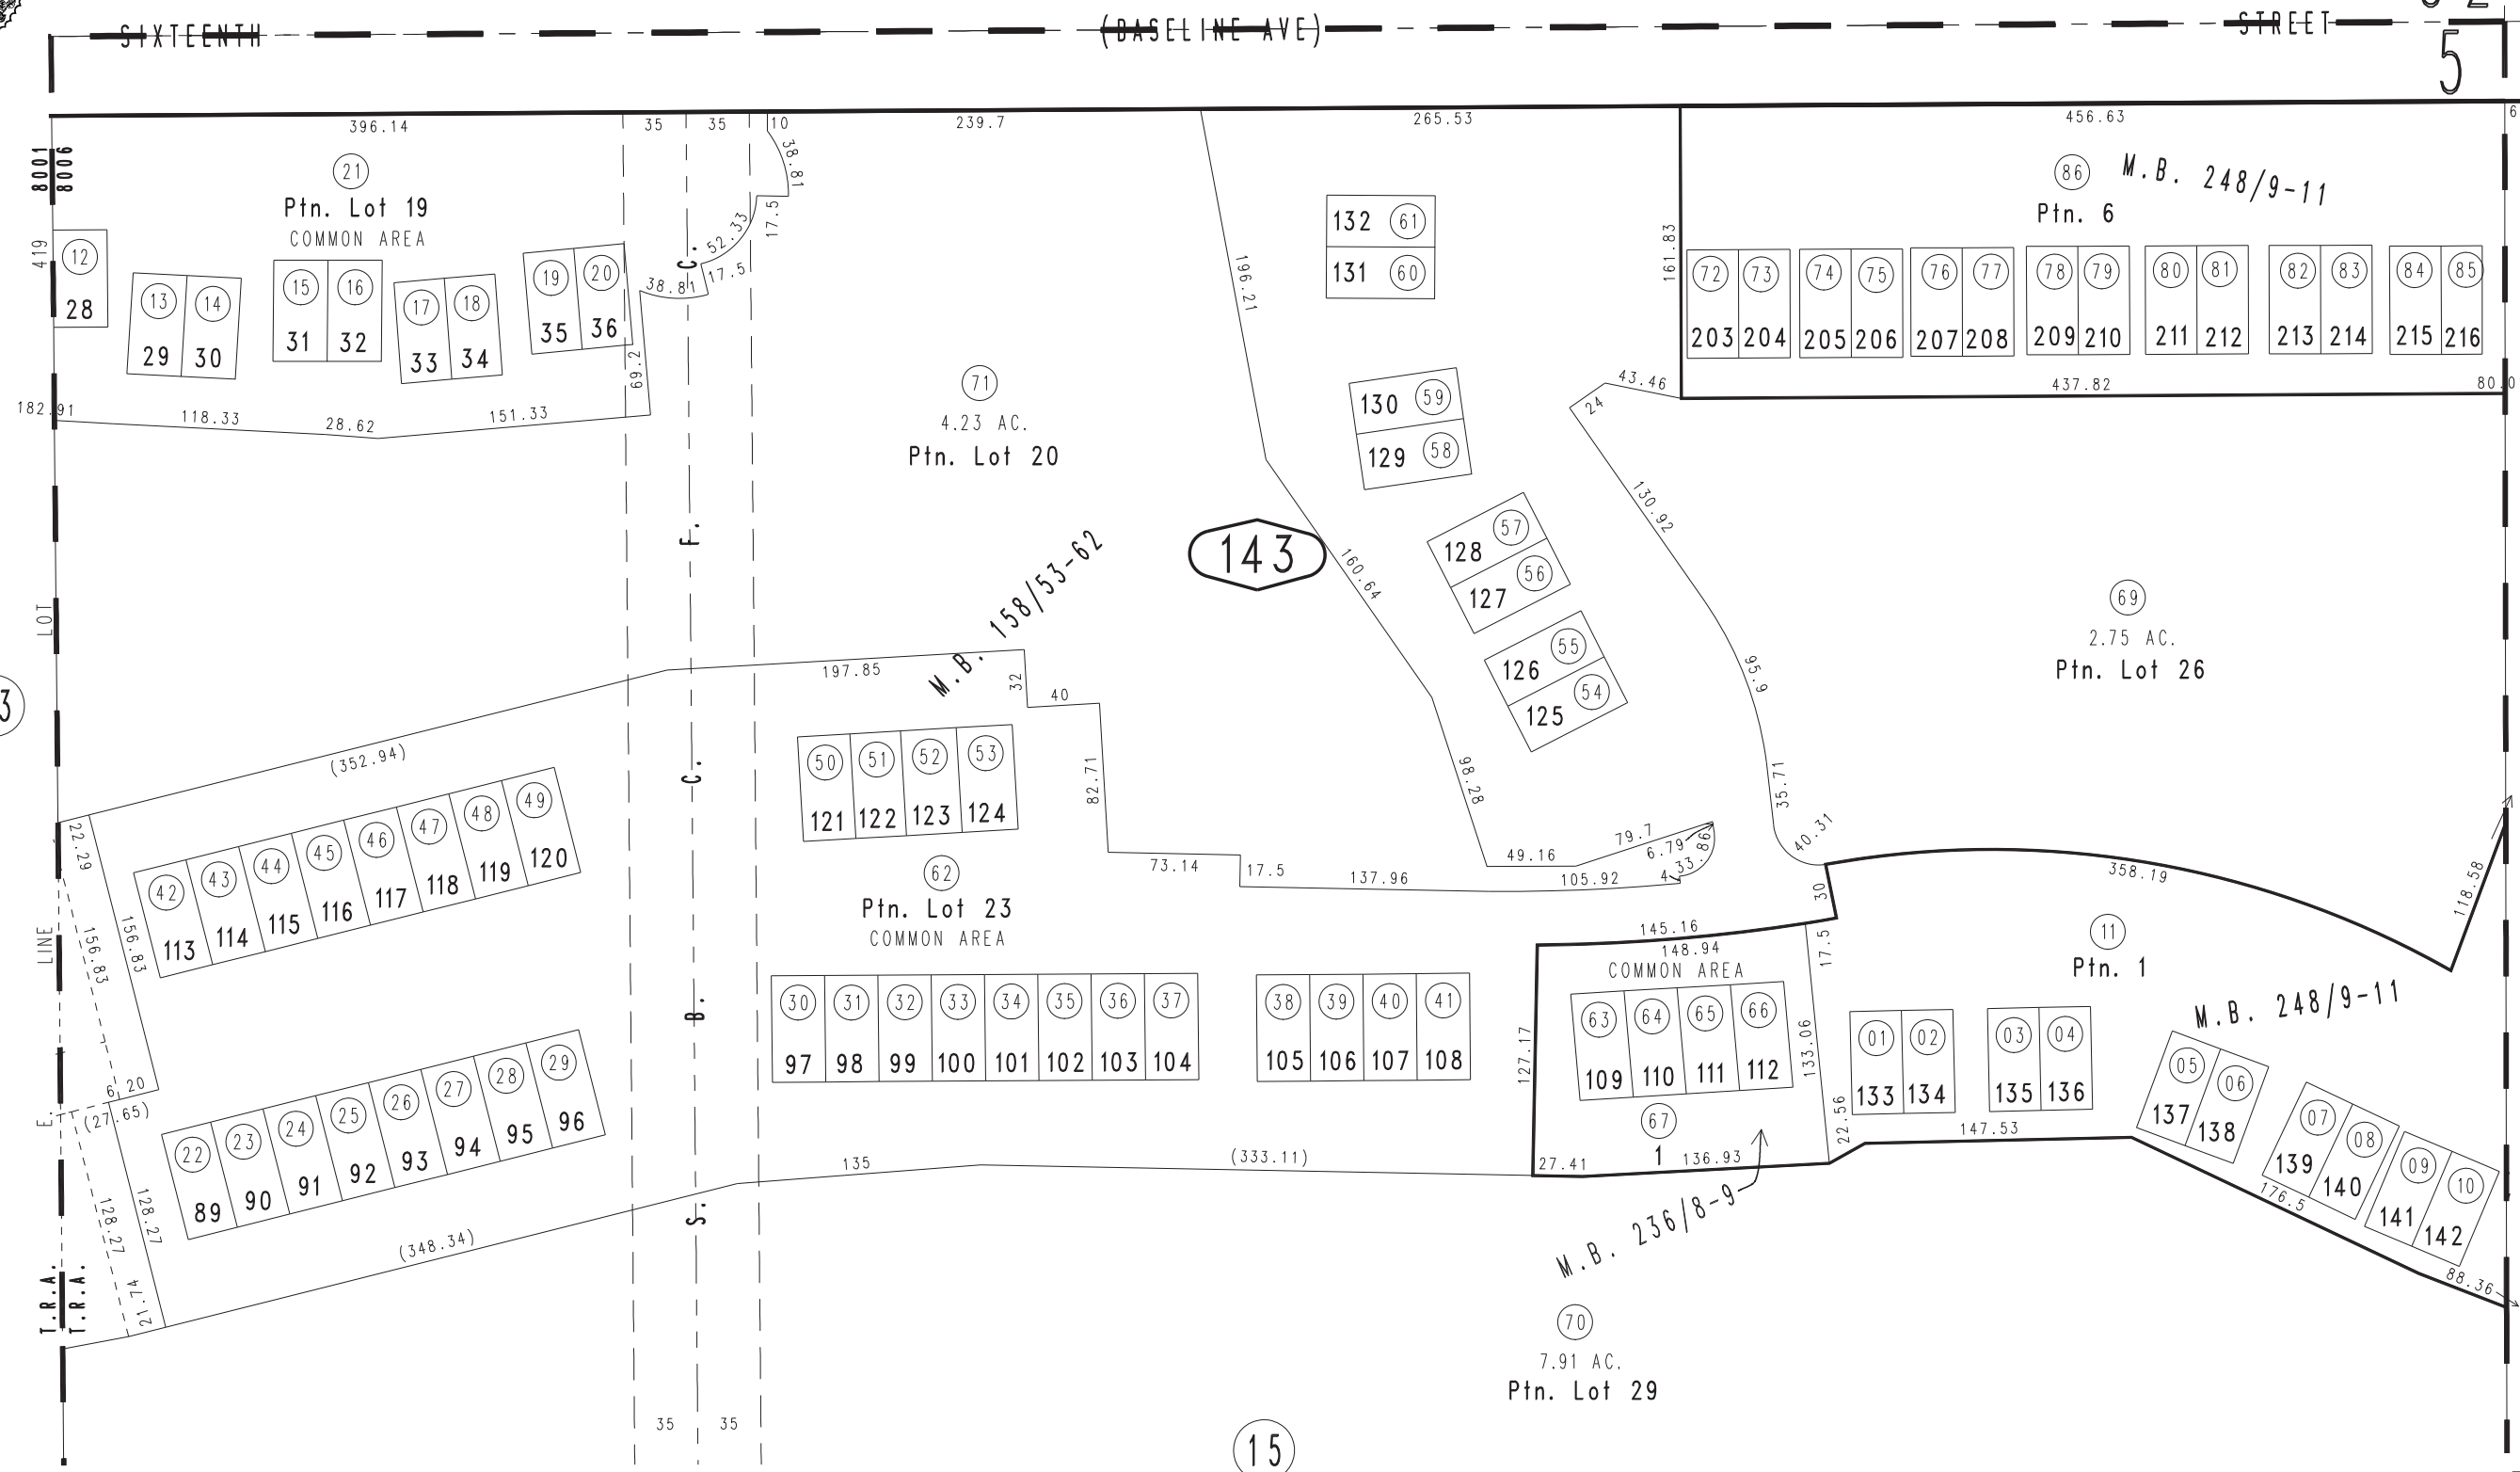 SIXTEENTH (BASELINE AVE) STREET
5
396.14 35 35 10 239.7 265.53 456.63 6
8001
8006
419
21
Ptn. Lot 19
COMMON AREA
12
28
13 14
29 30
15 16
31 32
17 18
33 34
19 20
35 36
38.81
17.5
52.33
17.5
38.81
69.2
182.91 118.33 28.62 151.33
71
4.23 AC.
Ptn. Lot 20
196.21
132 61
131 60
130 59
129 58
128 57
127 56
126 55
125 54
161.83
86
M.B. 248/9-11
Ptn. 6
72 73 74 75 76 77 78 79 80 81 82 83 84 85
203 204 205 206 207 208 209 210 211 212 213 214 215 216
437.82 80.0
43.46
24
130.92
95.9
35.71
40.31
143
160.64
98.28
M.B. 158/53-62
69
2.75 AC.
Ptn. Lot 26
3
LOT
LINE
E.
S. B. C. F. C.
197.85
32
40
82.71
(352.94)
22.29
156.83
156.83
42 43 44 45 46 47 48 49
113 114 115 116 117 118 119 120
50 51 52 53
121 122 123 124
62
Ptn. Lot 23
COMMON AREA
73.14
17.5
137.96
105.92
49.16
79.7
6.79
33.86
4.
30
358.19
118.58
145.16
148.94
COMMON AREA
17.5
127.17
133.06
63 64 65 66
109 110 111 112
67
1
27.41 136.93
22.56
11
Ptn. 1
M.B. 248/9-11
01 02 03 04 05 06 07 08 09 10
133 134 135 136 137 138 139 140 141 142
147.53
176.5
88.36
30 31 32 33 34 35 36 37
97 98 99 100 101 102 103 104
38 39 40 41
105 106 107 108
6.20
(27.65)
128.27
128.27
21.74
22 23 24 25 26 27 28 29
89 90 91 92 93 94 95 96
(348.34)
135
(333.11)
M.B. 236/8-9
T.R.A.
T.R.A.
70
7.91 AC.
Ptn. Lot 29
35 35
15